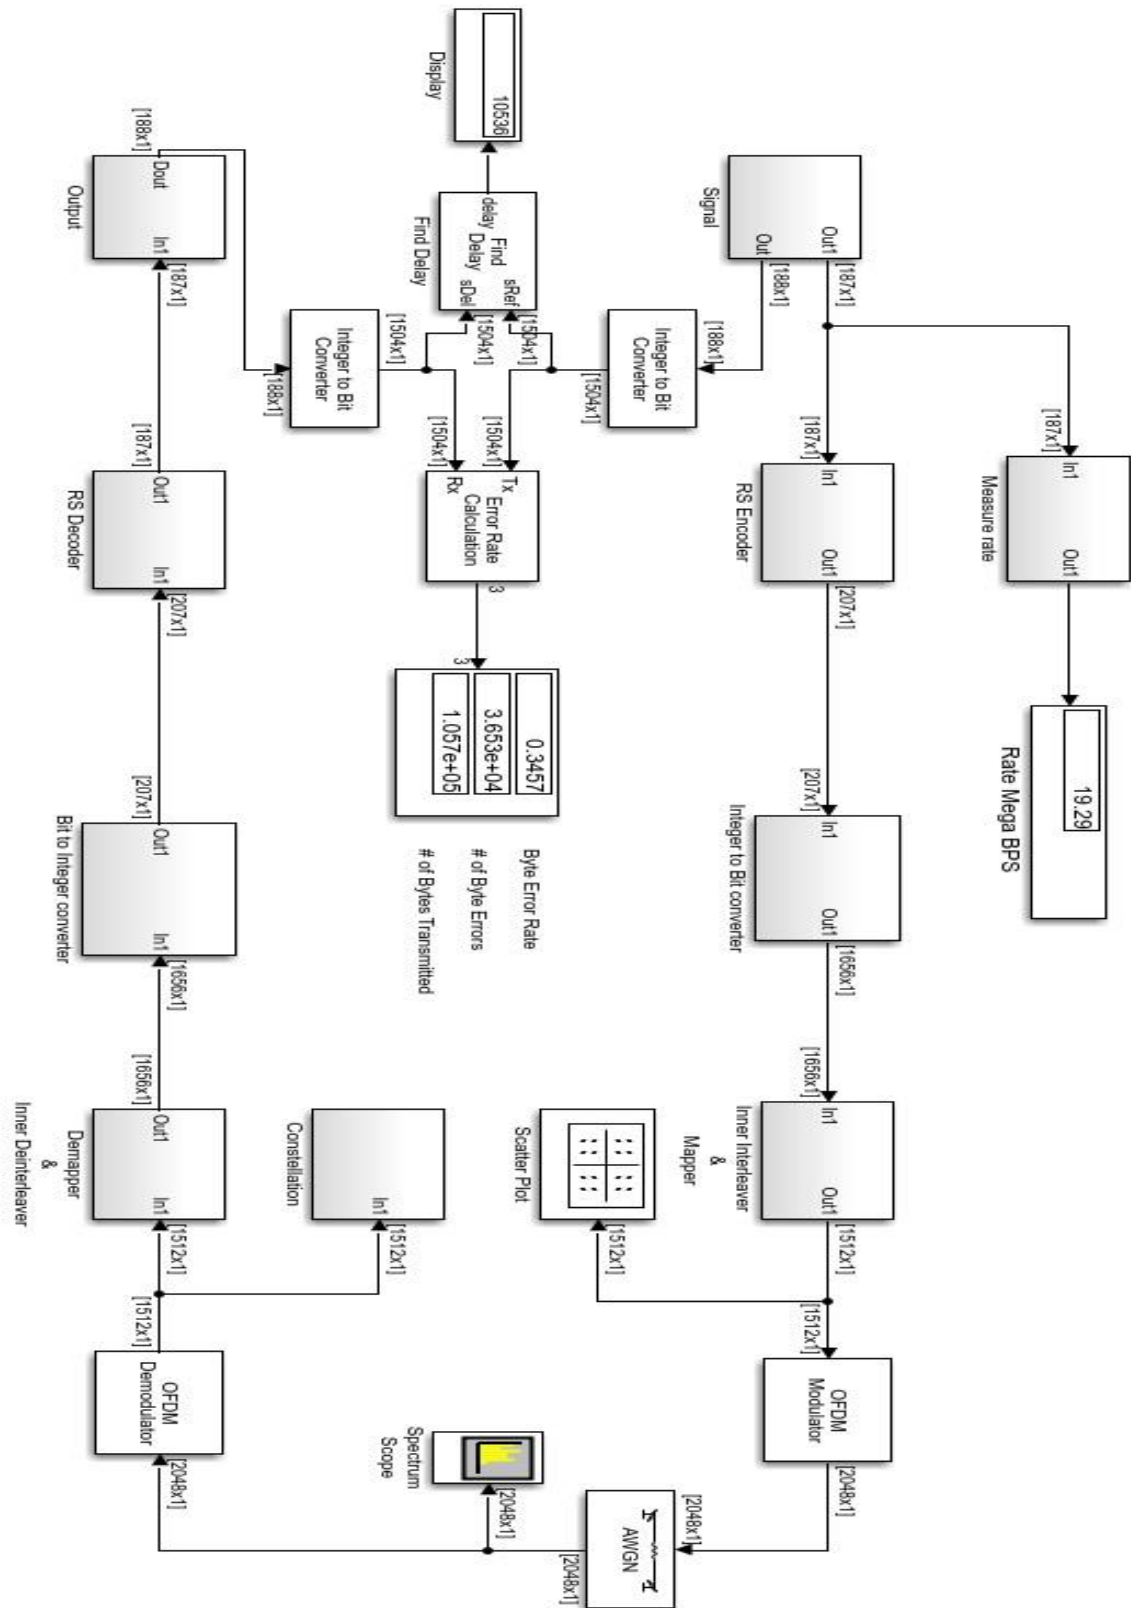 [187x1]
In1
Out1
Measure rate
19.29
Rate Mega BPS
Out1
Out
Signal
[187x1]
[188x1]
[187x1]
In1
Out1
RS Encoder
[207x1]
[207x1]
In1
Out1
Integer to Bit converter
[1656x1]
[1656x1]
In1
Out1
Inner Interleaver
&
Mapper
[1512x1]
[1512x1]
OFDM
Modulator
[2048x1]
[188x1]
Integer to Bit
Converter
[1504x1]
[1512x1]
Scatter Plot
[2048x1]
AWGN
[2048x1]
10536
Display
sRef
Find
delay
Delay
sDel
Find Delay
[1504x1]
[1504x1]
[1504x1]
[1504x1]
Tx
Error Rate
Calculation
Rx
3
3
0.3457
3.653e+04
1.057e+05
Byte Error Rate
# of Byte Errors
# of Bytes Transmitted
[2048x1]
Spectrum
Scope
[188x1]
Integer to Bit
Converter
[1504x1]
In1
[1512x1]
Constellation
[188x1]
Dout
In1
Output
[187x1]
[187x1]
Out1
In1
RS Decoder
[207x1]
[207x1]
Out1
In1
Bit to Integer converter
[1656x1]
[1656x1]
Out1
In1
Demapper
&
Inner Deinterleaver
[1512x1]
[1512x1]
OFDM
Demodulator
[2048x1]